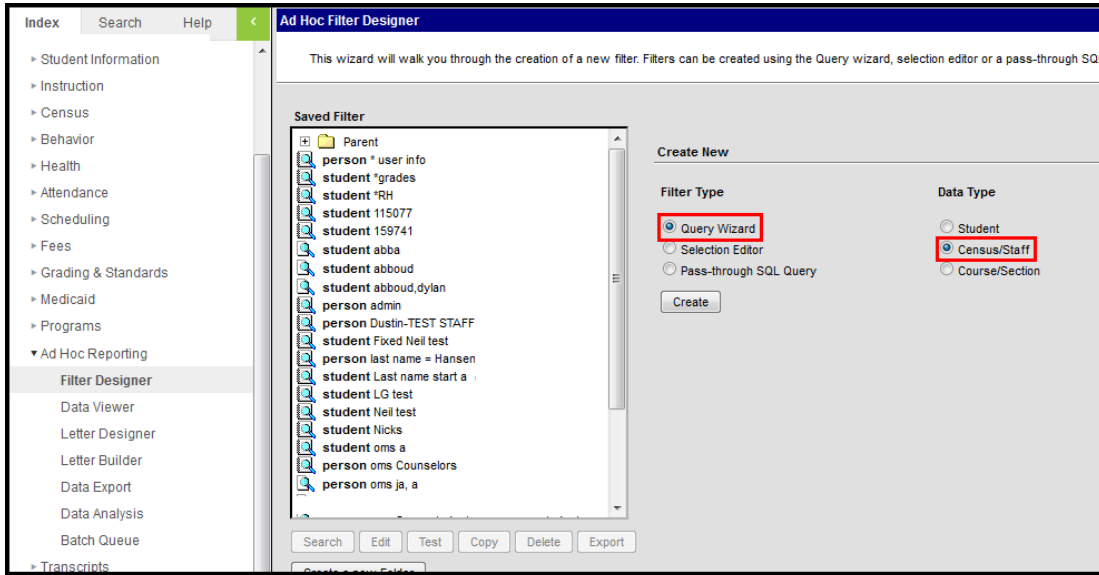 Index Search Help <
Student Information
Instruction
Census
Behavior
Health
Attendance
Scheduling
Fees
Grading & Standards
Medicaid
Programs
Ad Hoc Reporting
Filter Designer
Data Viewer
Letter Designer
Letter Builder
Data Export
Data Analysis
Batch Queue
Transcripts
Ad Hoc Filter Designer
This wizard will walk you through the creation of a new filter. Filters can be created using the Query wizard, selection editor or a pass-through SQ
Saved Filter
Parent
person * user info
student *grades
student *RH
student 115077
student 159741
student abba
student abboud
student abboud,dylan
person admin
person Dustin-TEST STAFF
student Fixed Neil test
person last name = Hansen
student Last name start a
student LG test
student Neil test
student Nicks
student oms a
person oms Counselors
person oms ja, a
Search Edit Test Copy Delete Export
Create a new Folder
Create New
Filter Type
Query Wizard
Selection Editor
Pass-through SQL Query
Create
Data Type
Student
Census/Staff
Course/Section